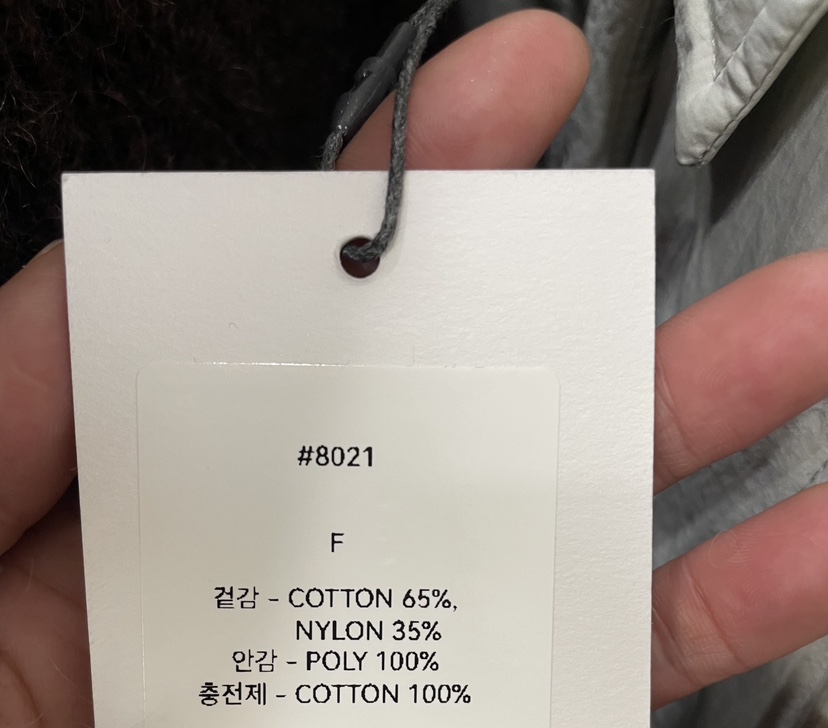 #8021
F
겉감 - COTTON 65%,
NYLON 35%
안감 - POLY 100%
충전제 - COTTON 100%